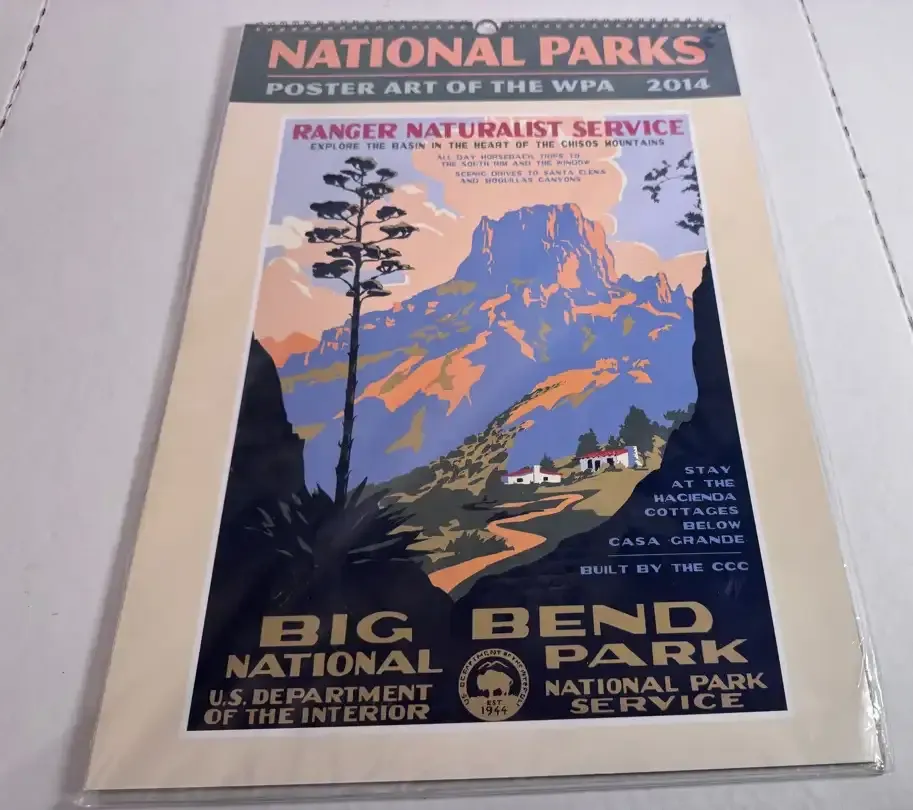 NATIONAL PARKS
POSTER ART OF THE WPA 2014
RANGER NATURALIST SERVICE
EXPLORE THE BASIN IN THE HEART OF THE CHISOS MOUNTAINS
ALL DAY HORSEBACK TRIPS TO
THE SOUTH RIM AND THE WINDOW
SCENIC DRIVES TO SANTA ELENA
AND BOQUILLAS CANYONS
STAY
AT THE
HACIENDA
COTTAGES
BELOW
CASA GRANDE
BUILT BY THE CCC
BIG BEND
NATIONAL PARK
U.S. DEPARTMENT
OF THE INTERIOR
EST
1944
NATIONAL PARK
SERVICE